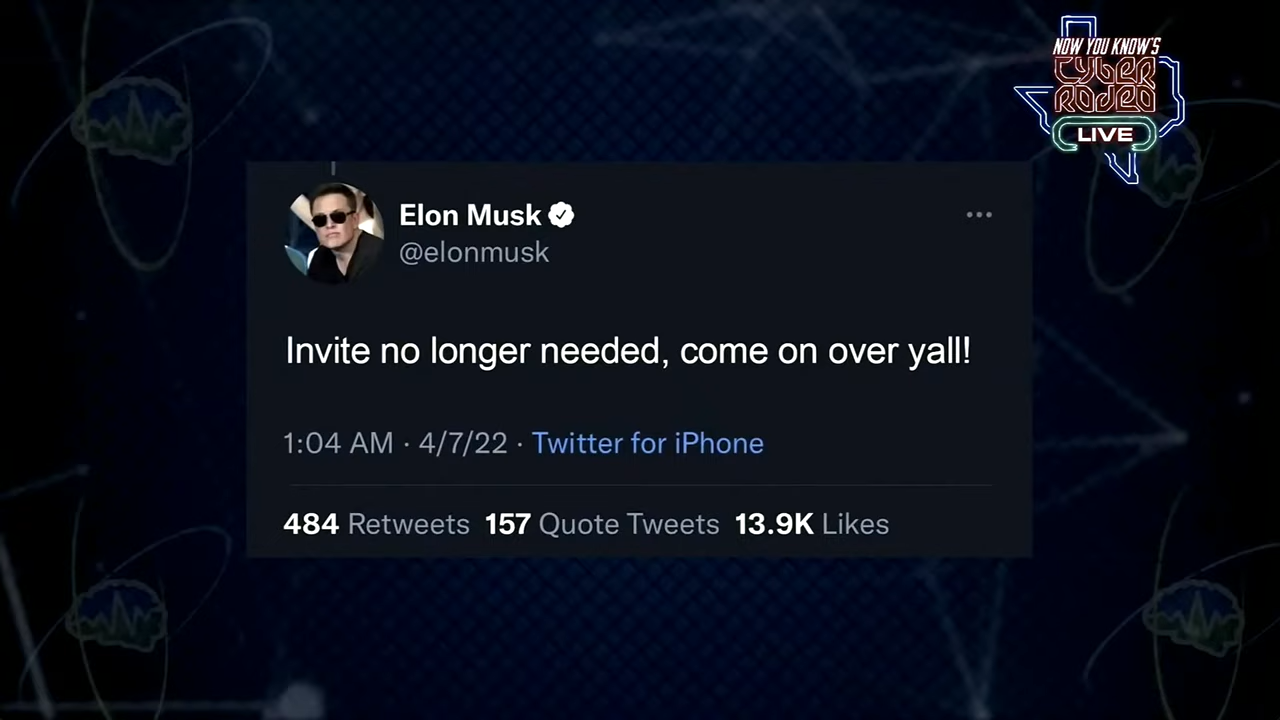 NOW YOU KNOW'S
CYBER
RODEO
LIVE
Elon Musk
@elonmusk
Invite no longer needed, come on over yall!
1:04 AM · 4/7/22 · Twitter for iPhone
484 Retweets 157 Quote Tweets 13.9K Likes